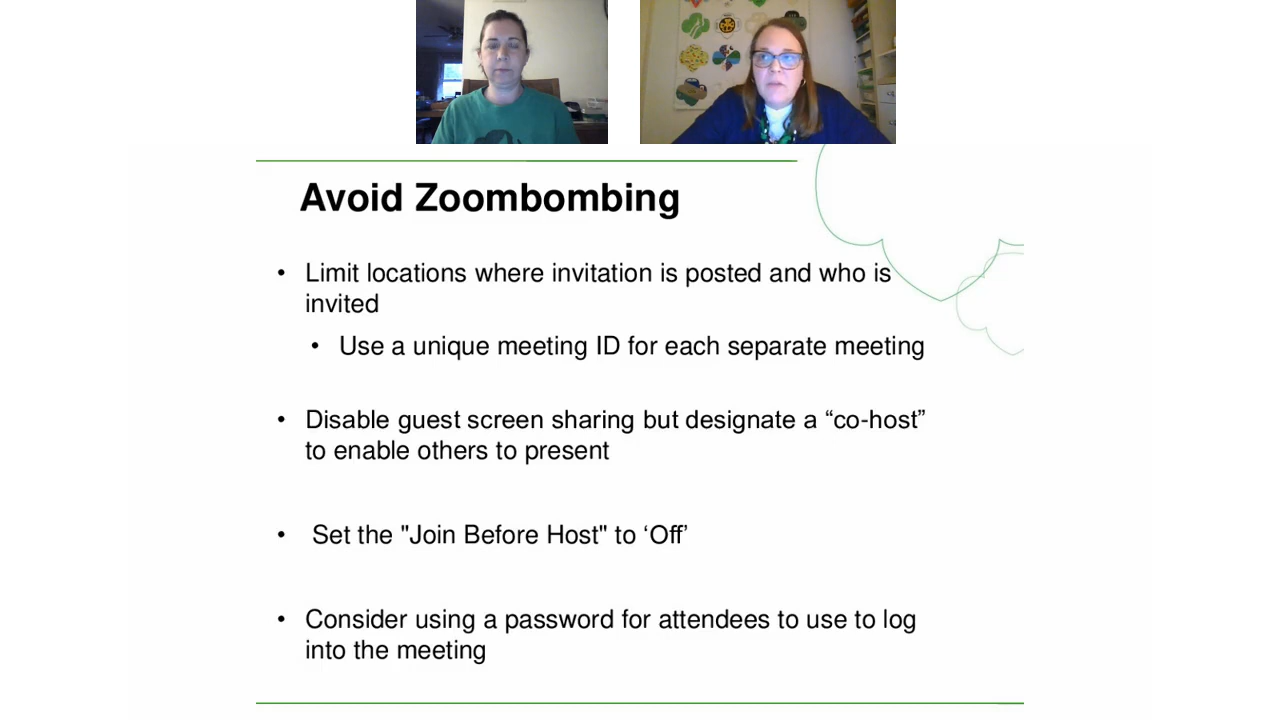 Avoid Zoombombing
• Limit locations where invitation is posted and who is
invited
• Use a unique meeting ID for each separate meeting
• Disable guest screen sharing but designate a “co-host”
to enable others to present
• Set the "Join Before Host" to ‘Off’
• Consider using a password for attendees to use to log
into the meeting